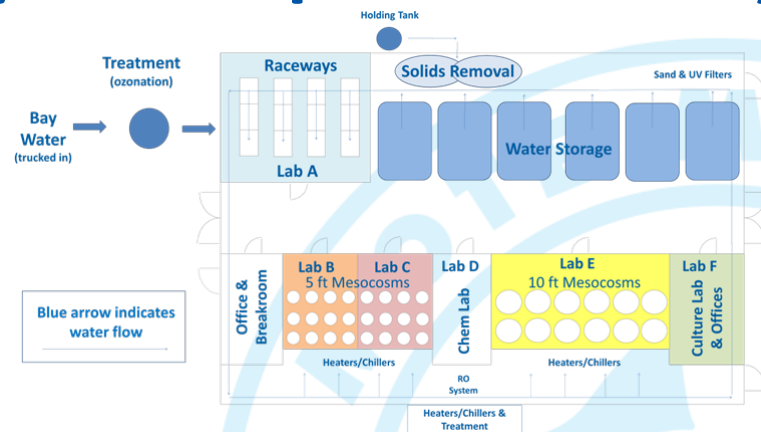 Holding Tank
Treatment
(ozonation)
Raceways
Solids Removal
Sand & UV Filters
Bay
Water
(trucked in)
Water Storage
Lab A
Lab B
Lab C
5 ft Mesocosms
Lab D
Lab E
10 ft Mesocosms
Lab F
Office &
Breakroom
Chem Lab
Culture Lab
& Offices
Blue arrow indicates
water flow
Heaters/Chillers
Heaters/Chillers
RO
System
Heaters/Chillers &
Treatment